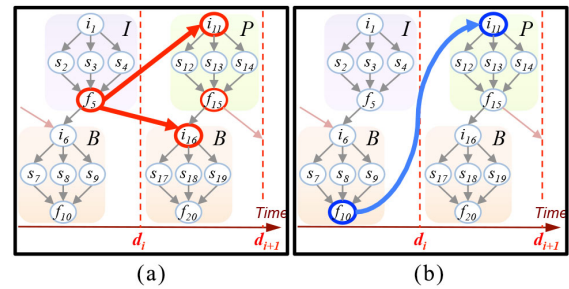 i1 I i11 P
s2 s3 s4 s12 s13 s14
f5 f15
i6 B i16 B
s7 s8 s9 s17 s18 s19
f10 f20 Time
di di+1
(a)
i1 I i11 P
s2 s3 s4 s12 s13 s14
f5 f15
i6 B i16 B
s7 s8 s9 s17 s18 s19
f10 f20 Time
di di+1
(b)